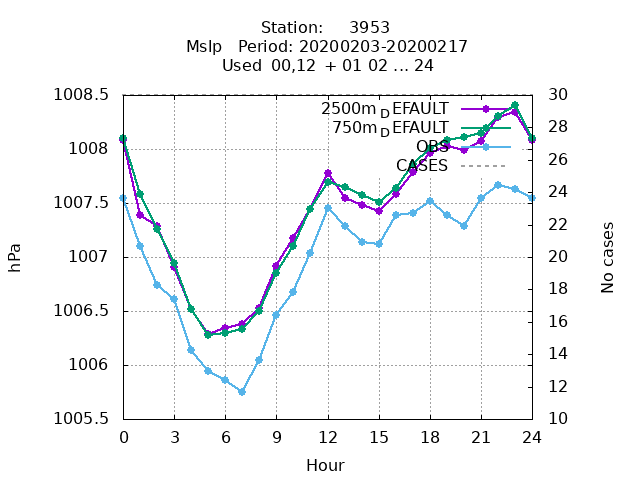 Station: 3953
Mslp Period: 20200203-20200217
Used 00,12 + 01 02 ... 24
1008.5
1008
1007.5
1007
1006.5
1006
1005.5
hPa
2500m_DEFAULT
750m_DEFAULT
OBS
CASES
30
28
26
24
22
20
18
16
14
12
10
No cases
0 3 6 9 12 15 18 21 24
Hour